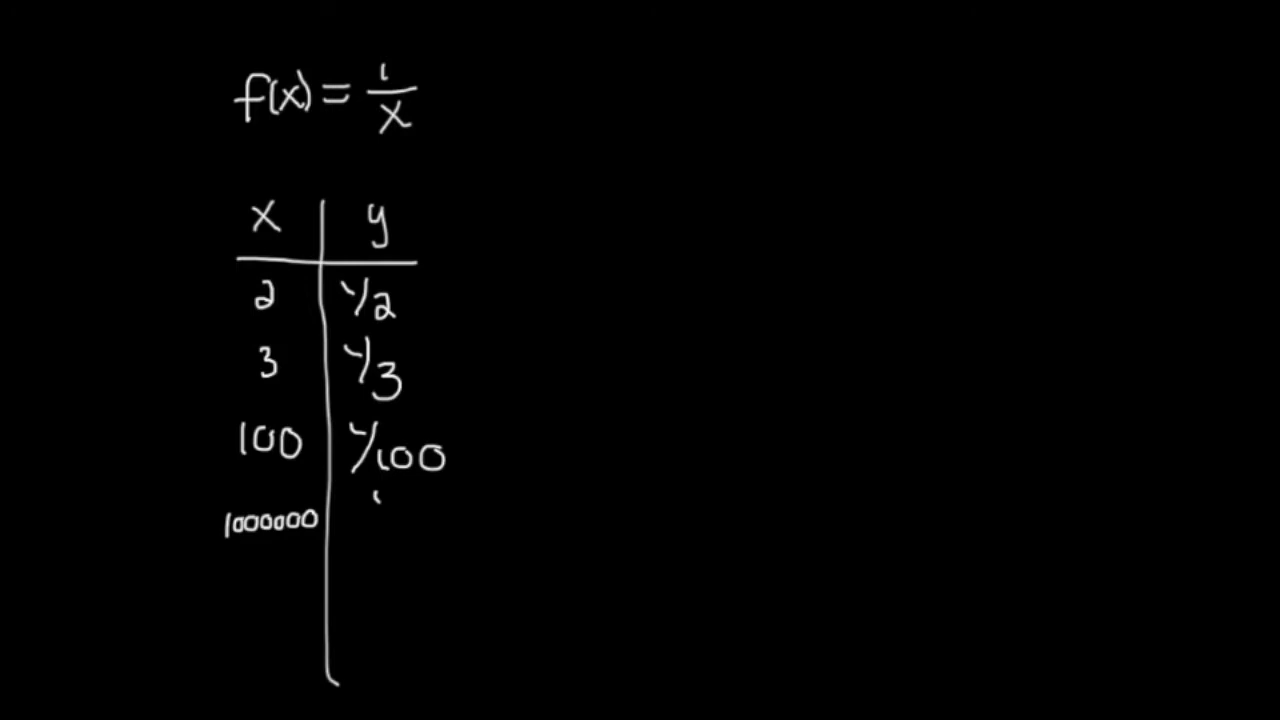 f(x) = 1/x
x | y
2 | 1/2
3 | 1/3
100 | 1/100
1000000 |